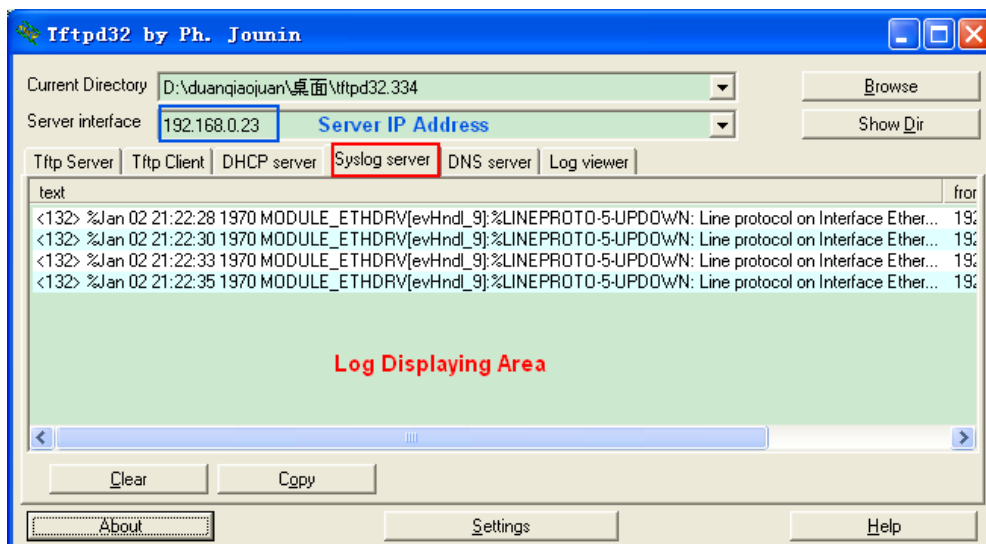 Tftpd32 by Ph. Jounin
Current Directory D:\duanqiaojuan\桌面\tftpd32.334 Browse
Server interface 192.168.0.23 Server IP Address Show Dir
Tftp Server Tftp Client DHCP server Syslog server DNS server Log viewer
text fror
<132> %Jan 02 21:22:28 1970 MODULE_ETHDRV[evHndl_9]:%LINEPROTO-5-UPDOWN: Line protocol on Interface Ether... 192
<132> %Jan 02 21:22:30 1970 MODULE_ETHDRV[evHndl_9]:%LINEPROTO-5-UPDOWN: Line protocol on Interface Ether... 192
<132> %Jan 02 21:22:33 1970 MODULE_ETHDRV[evHndl_9]:%LINEPROTO-5-UPDOWN: Line protocol on Interface Ether... 192
<132> %Jan 02 21:22:35 1970 MODULE_ETHDRV[evHndl_9]:%LINEPROTO-5-UPDOWN: Line protocol on Interface Ether... 192
Log Displaying Area
Clear Copy
About Settings Help